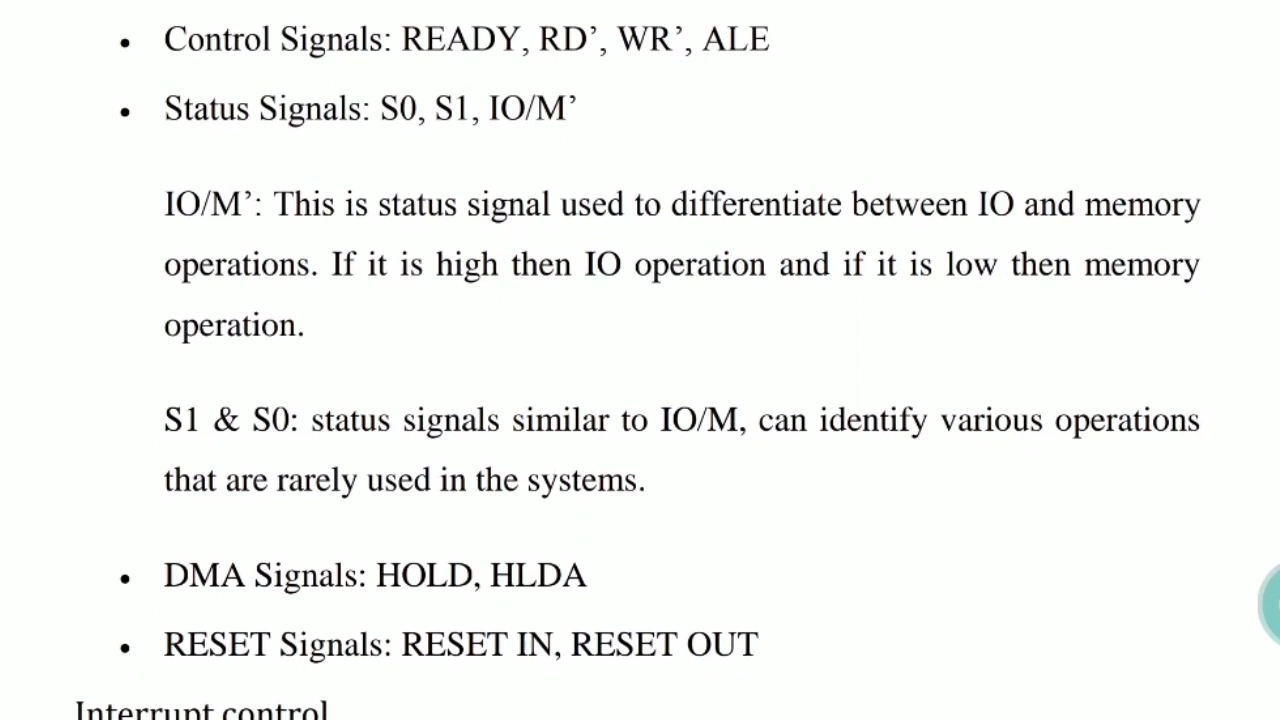 • Control Signals: READY, RD’, WR’, ALE
• Status Signals: S0, S1, IO/M’
IO/M’: This is status signal used to differentiate between IO and memory
operations. If it is high then IO operation and if it is low then memory
operation.
S1 & S0: status signals similar to IO/M, can identify various operations
that are rarely used in the systems.
• DMA Signals: HOLD, HLDA
• RESET Signals: RESET IN, RESET OUT
Interrupt control